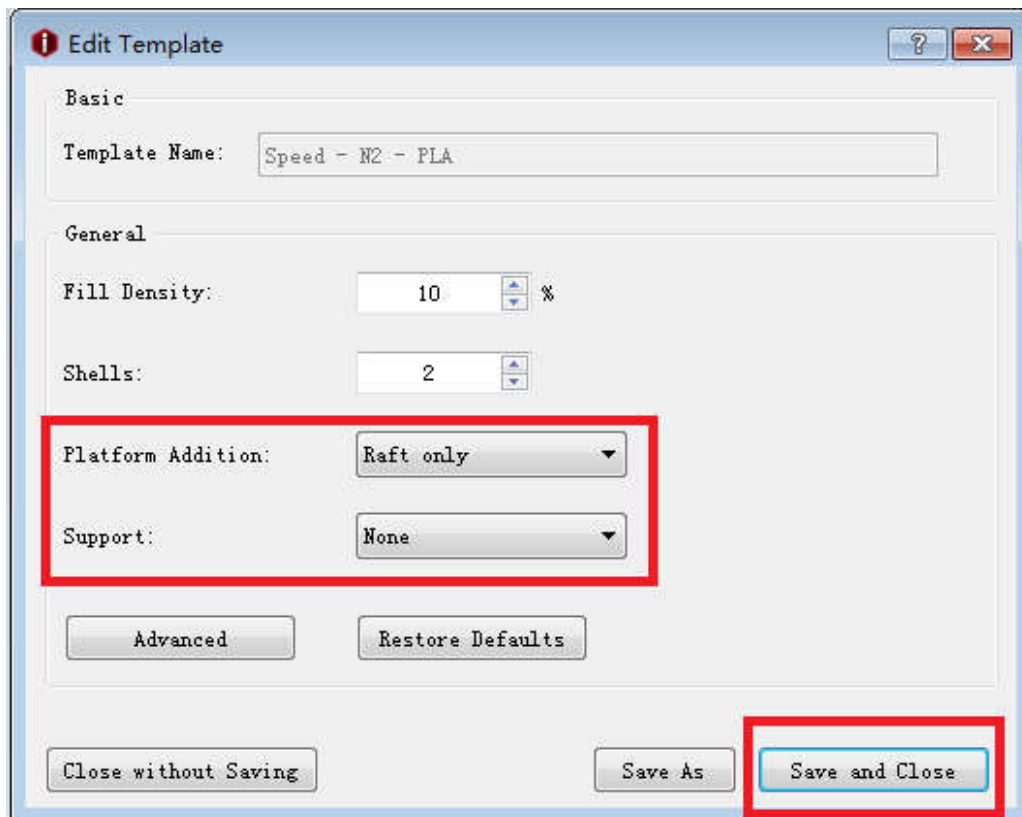 Edit Template
Basic
Template Name: Speed - N2 - PLA
General
Fill Density: 10 %
Shells: 2
Platform Addition: Raft only
Support: None
Advanced Restore Defaults
Close without Saving Save As Save and Close